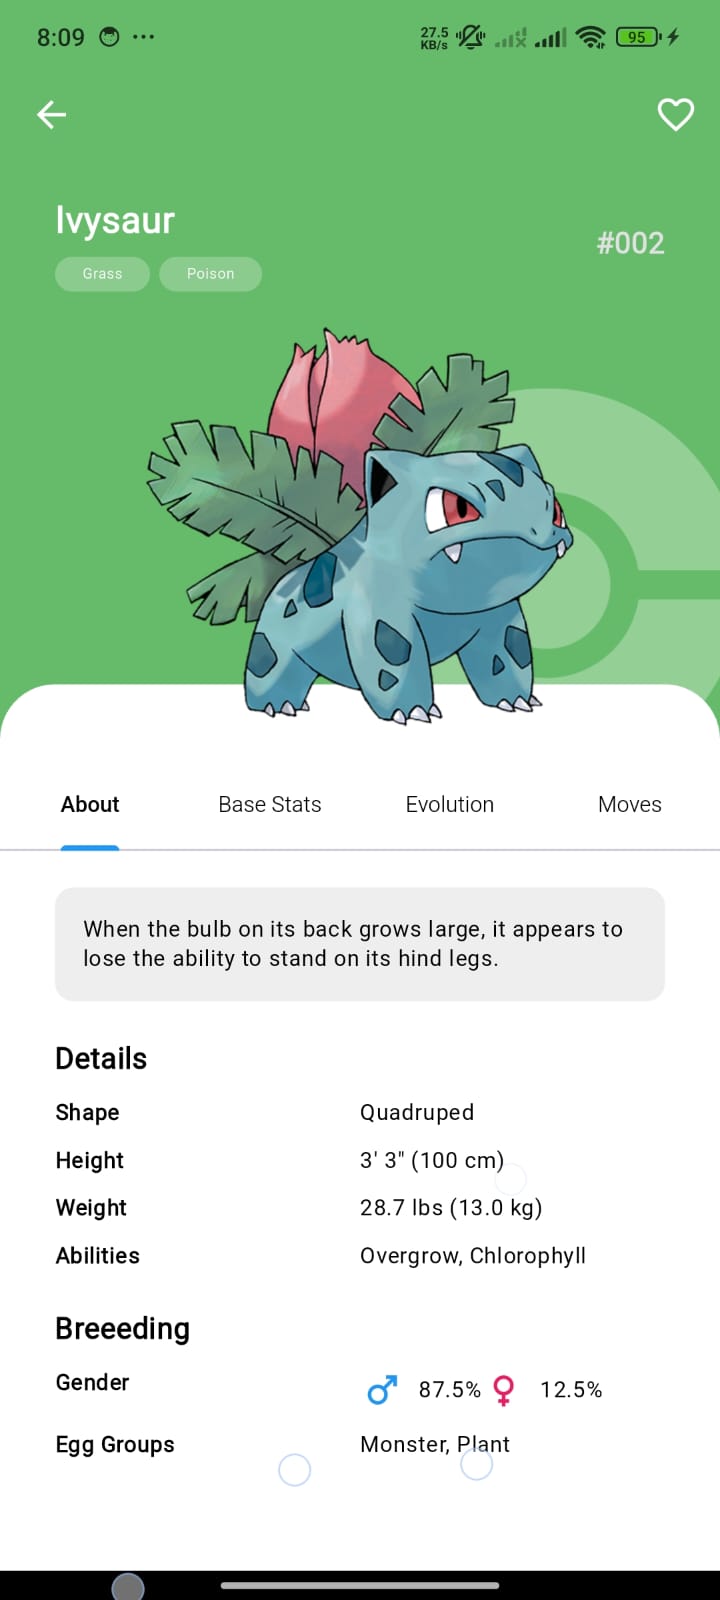 8:09
27.5
KB/s
95
Ivysaur
#002
Grass Poison
About Base Stats Evolution Moves
When the bulb on its back grows large, it appears to
lose the ability to stand on its hind legs.
Details
Shape Quadruped
Height 3' 3" (100 cm)
Weight 28.7 lbs (13.0 kg)
Abilities Overgrow, Chlorophyll
Breeeding
Gender ♂ 87.5% ♀ 12.5%
Egg Groups Monster, Plant